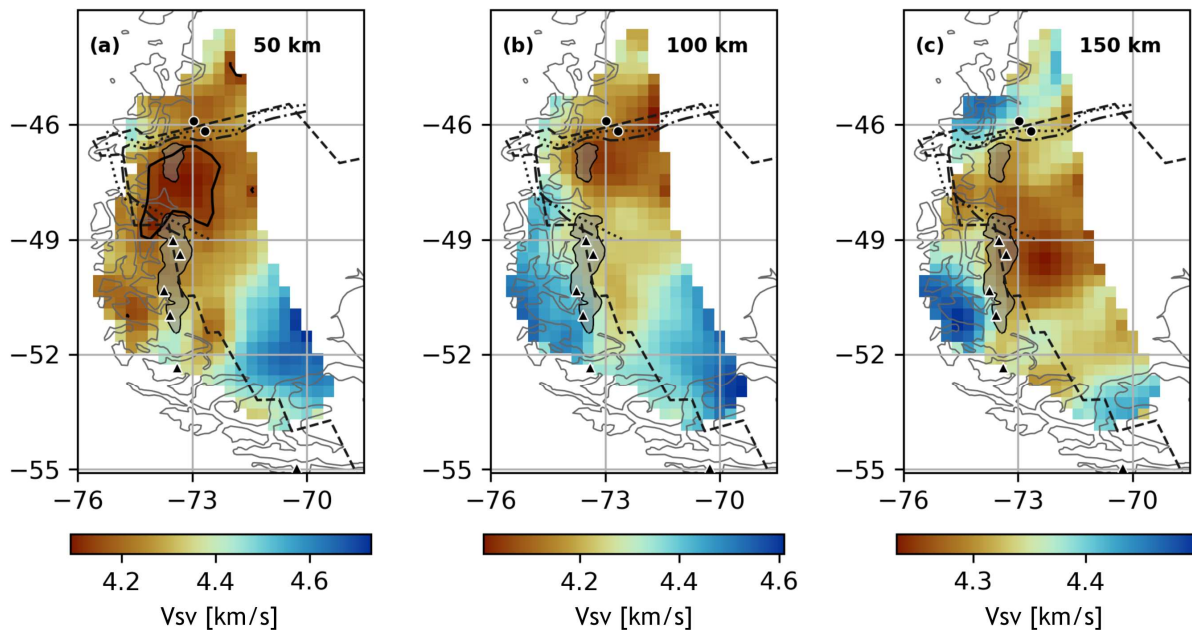 (a) 50 km (b) 100 km (c) 150 km
−46 −46 −46
−49 −49 −49
−52 −52 −52
−55 −55 −55
−76 −73 −70 −76 −73 −70 −76 −73 −70
4.2 4.4 4.6 4.2 4.4 4.6 4.3 4.4
Vsv [km/s] Vsv [km/s] Vsv [km/s]